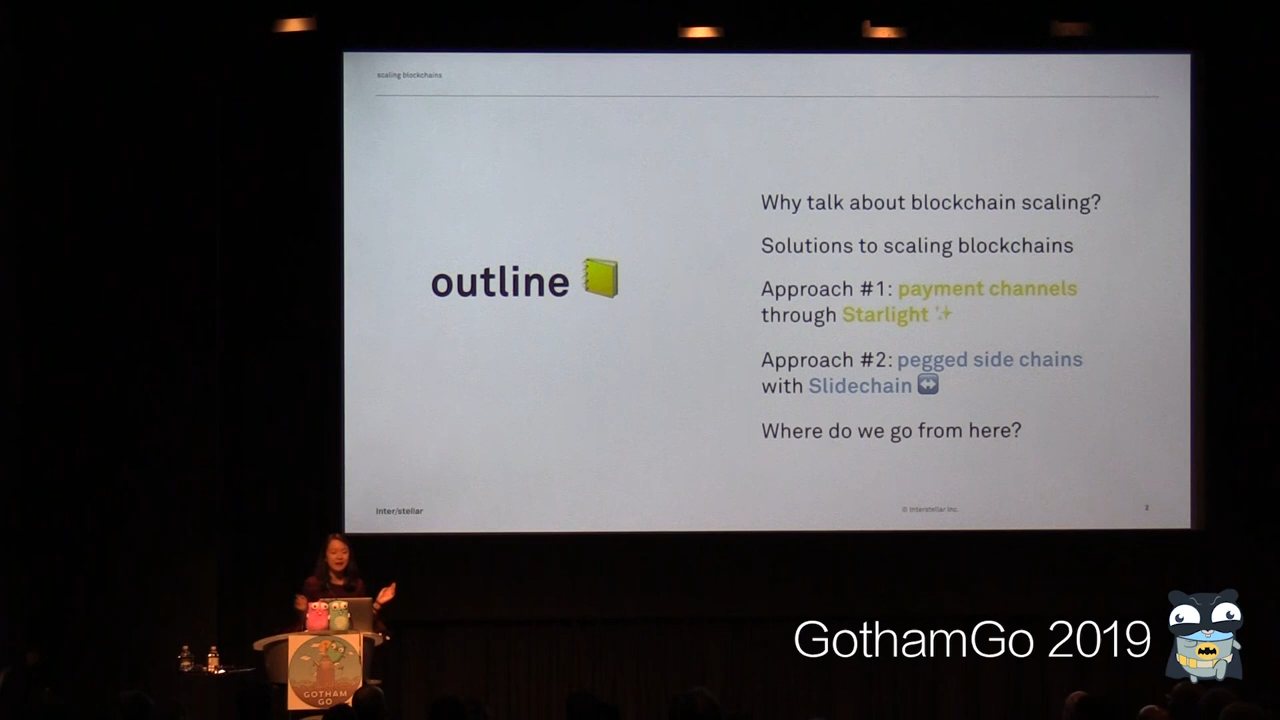 scaling blockchains
outline
Why talk about blockchain scaling?
Solutions to scaling blockchains
Approach #1: payment channels
through Starlight
Approach #2: pegged side chains
with Slidechain
Where do we go from here?
Inter/stellar
© Interstellar Inc.
2
GOTHAM
GO
GothamGo 2019